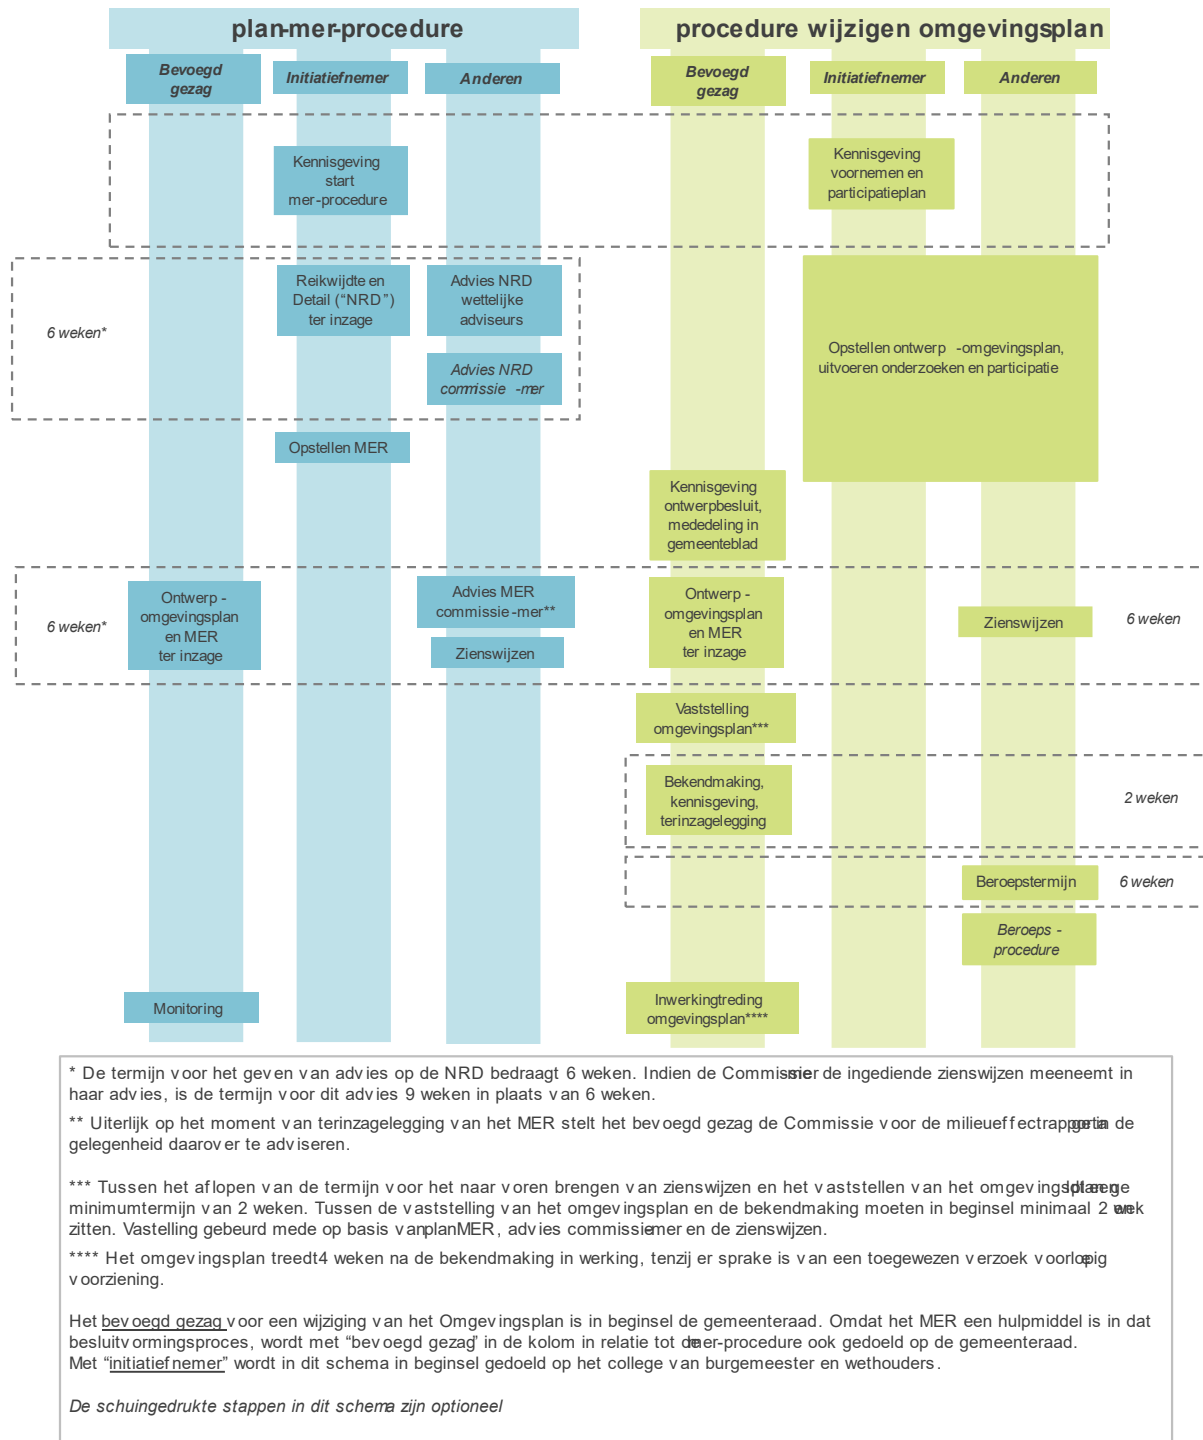 plan-mer-procedure
procedure wijzigen omgevingsplan
Bevoegd
gezag
Initiatiefnemer
Anderen
Bevoegd
gezag
Initiatiefnemer
Anderen
Kennisgeving
start
mer-procedure
Kennisgeving
voornemen en
participatieplan
6 weken*
Reikwijdte en
Detail ("NRD")
ter inzage
Advies NRD
wettelijke
adviseurs
Advies NRD
commissie -mer
Opstellen ontwerp -omgevingsplan,
uitvoeren onderzoeken en participatie
Opstellen MER
Kennisgeving
ontwerpbesluit,
mededeling in
gemeenteblad
6 weken*
Ontwerp -
omgevingsplan
en MER
ter inzage
Advies MER
commissie -mer**
Zienswijzen
Ontwerp -
omgevingsplan
en MER
ter inzage
Zienswijzen
6 weken
Vaststelling
omgevingsplan***
Bekendmaking,
kennisgeving,
terinzagelegging
2 weken
Beroepstermijn
6 weken
Beroeps -
procedure
Monitoring
Inwerkingtreding
omgevingsplan****
* De termijn voor het geven van advies op de NRD bedraagt 6 weken. Indien de de ingediende zienswijzen meeneemt in
haar advies, is de termijn voor dit advies 9 weken in plaats van 6 weken.
** Uiterlijk op het moment van terinzagelegging van het MER stelt het bevoegd gezag de Commissie voor de de
gelegenheid daarover te adviseren.
*** Tussen het aflopen van de termijn voor het naar voren brengen van zienswijzen en het vaststellen van het
minimumtermijn van 2 weken. Tussen de vaststelling van het omgevingsplan en de bekendmaking moeten in beginsel minimaal 2
zitten. Vastelling gebeurd mede op basis van planMER, advies en de zienswijzen.
**** Het omgevingsplan treedt 4 weken na de bekendmaking in werking, tenzij er sprake is van een toegewezen verzoek
voorziening.
Het bevoegd gezag voor een wijziging van het Omgevingsplan is in beginsel de gemeenteraad. Omdat het MER een hulpmiddel is in dat
besluitvormingsproces, wordt met "bevoegd gezag" in de kolom in relatie tot ook gedoeld op de gemeenteraad.
Met "initiatiefnemer" wordt in dit schema in beginsel gedoeld op het college van burgemeester en wethouders.
De schuingedrukte stappen in dit schema zijn optioneel